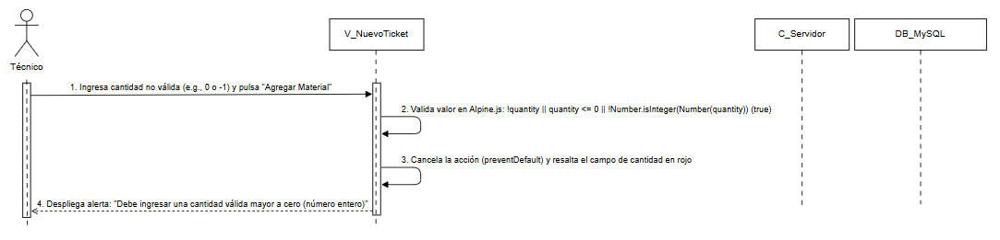 Técnico
V_NuevoTicket
C_Servidor
DB_MySQL
1. Ingresa cantidad no válida (e.g., 0 o -1) y pulsa "Agregar Material"
2. Valida valor en Alpine.js: !quantity || quantity <= 0 || !Number.isInteger(Number(quantity)) (true)
3. Cancela la acción (preventDefault) y resalta el campo de cantidad en rojo
4. Despliega alerta: "Debe ingresar una cantidad válida mayor a cero (número entero)"